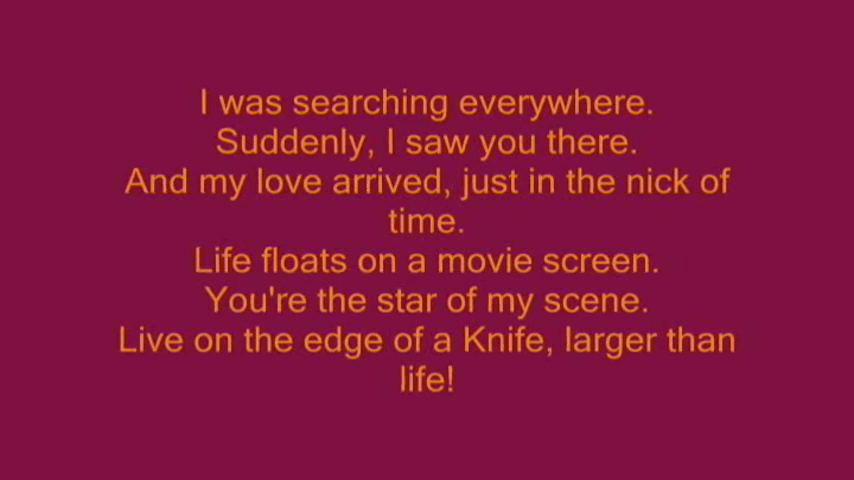 I was searching everywhere.
Suddenly, I saw you there.
And my love arrived, just in the nick of
time.
Life floats on a movie screen.
You're the star of my scene.
Live on the edge of a Knife, larger than
life!